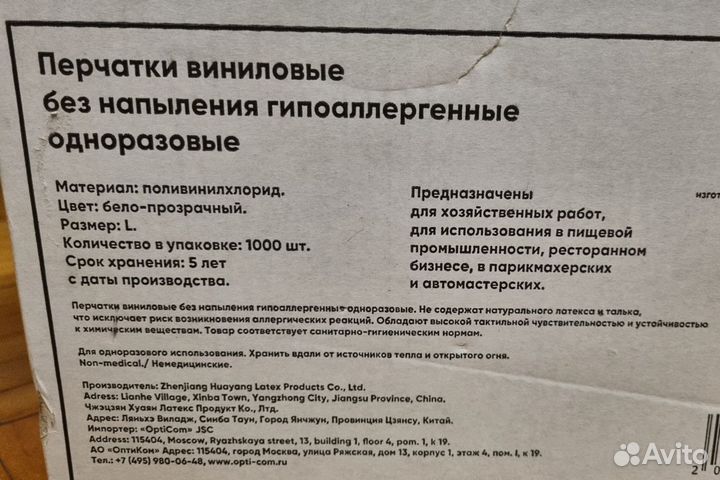 Перчатки виниловые
без напыления гипоаллергенные
одноразовые
Материал: поливинилхлорид.
Цвет: бело-прозрачный.
Размер: L.
Количество в упаковке: 1000 шт.
Срок хранения: 5 лет
с даты производства.
Предназначены
для хозяйственных работ,
для использования в пищевой
промышленности, ресторанном
бизнесе, в парикмахерских
и автомастерских.
изгот
Перчатки виниловые без напыления гипоаллергенные одноразовые. Не содержат натурального латекса и талька,
что исключает риск возникновения аллергических реакций. Обладают высокой тактильной чувствительностью и устойчивостью
к химическим веществам. Товар соответствует санитарно-гигиеническим нормам.
Для одноразового использования. Хранить вдали от источников тепла и открытого огня.
Non-medical./ Немедицинские.
Производитель: Zhenjiang Huayang Latex Products Co., Ltd.
Adress: Lianhe Village, Xinba Town, Yangzhong City, Jiangsu Province, China.
Чжэцзян Хуаян Латекс Продукт Ко., Лтд.
Адрес: Ляньхэ Виладж, Синба Таун, Город Янчжун, Провинция Цзянсу, Китай.
Импортер: «OptiCom» JSC
Address: 115404, Moscow, Ryazhskaya street, 13, building 1, floor 4, pom. 1, k 19.
АО «ОптиКом» Адрес: 115404, город Москва, улица Ряжская, дом 13, корпус 1, этаж 4, пом. I, к 19.
Тел.: +7 (495) 980-06-48, www.opti-com.ru
2 0
Avito